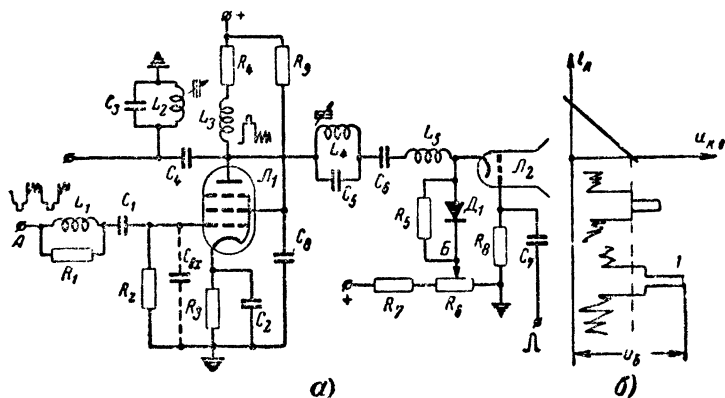 +
R₄
R₉
C₃
L₂
L₃
C₄
Л₁
L₄
C₅
C₆
L₅
Л₂
A
L₁
C₁
R₁
R₂
Cвх
R₃
C₂
C₈
R₅
Д₁
Б
R₈
C₇
+
R₇
R₆
а)
iл
uк
1
uб
б)